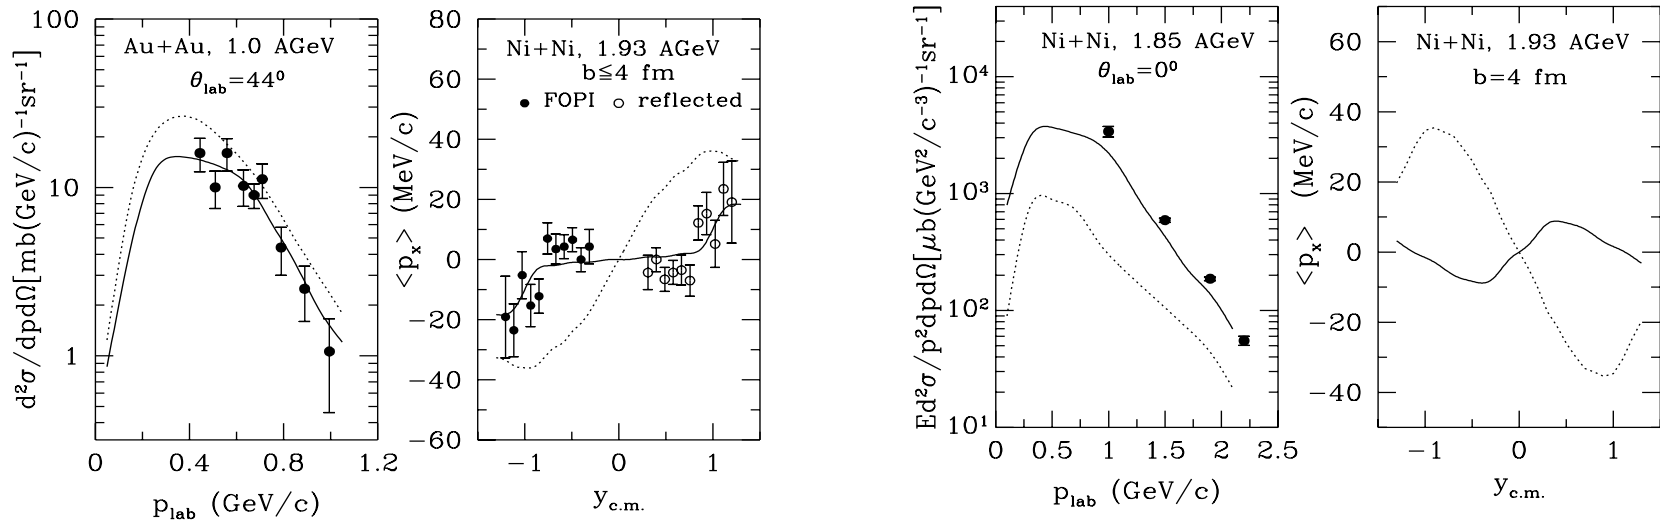 d²σ/dpdΩ[mb(GeV/c)⁻¹sr⁻¹]
100
10
1
Au+Au, 1.0 AGeV
θlab=44⁰
0 0.4 0.8 1.2
plab (GeV/c)
<px> (MeV/c)
80
60
40
20
0
−20
−40
−60
Ni+Ni, 1.93 AGeV
b≦4 fm
FOPI reflected
−1 0 1
yc.m.
Ed²σ/p²dpdΩ[μb(GeV²/c⁻³)⁻¹sr⁻¹]
10⁴
10³
10²
10¹
Ni+Ni, 1.85 AGeV
θlab=0⁰
0 0.5 1 1.5 2 2.5
plab (GeV/c)
<px> (MeV/c)
60
40
20
0
−20
−40
Ni+Ni, 1.93 AGeV
b=4 fm
−1 0 1
yc.m.